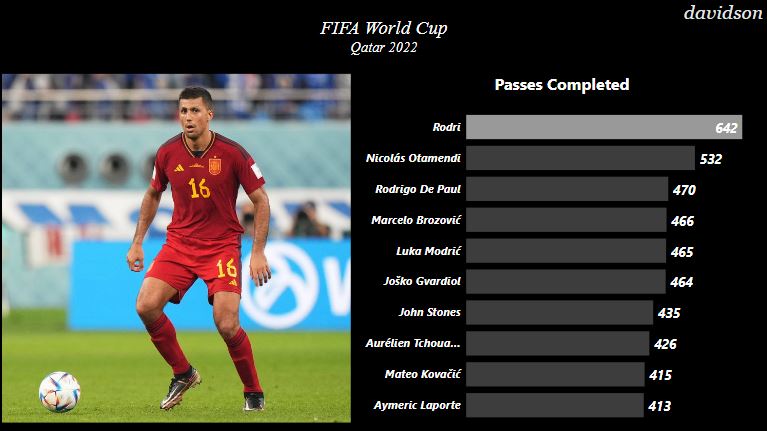 davidson
FIFA World Cup
Qatar 2022
Passes Completed
Rodri 642
Nicolás Otamendi 532
Rodrigo De Paul 470
Marcelo Brozović 466
Luka Modrić 465
Joško Gvardiol 464
John Stones 435
Aurélien Tchoua... 426
Mateo Kovačić 415
Aymeric Laporte 413
16
16